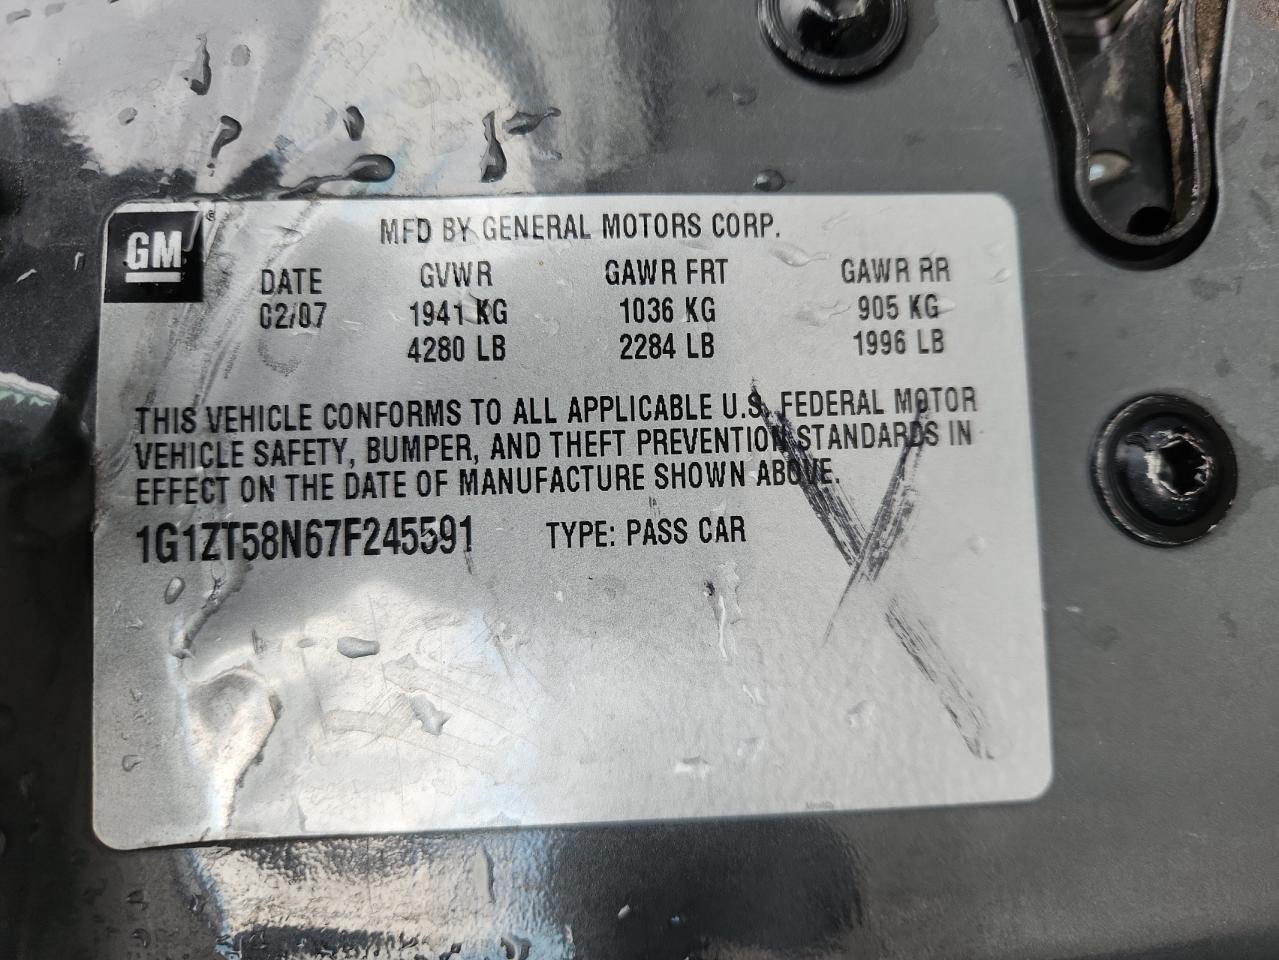 GM ®
MFD BY GENERAL MOTORS CORP.
DATE GVWR GAWR FRT GAWR RR
02/07 1941 KG 1036 KG 905 KG
4280 LB 2284 LB 1996 LB
THIS VEHICLE CONFORMS TO ALL APPLICABLE U.S. FEDERAL MOTOR
VEHICLE SAFETY, BUMPER, AND THEFT PREVENTION STANDARDS IN
EFFECT ON THE DATE OF MANUFACTURE SHOWN ABOVE.
1G1ZT58N67F245591 TYPE: PASS CAR